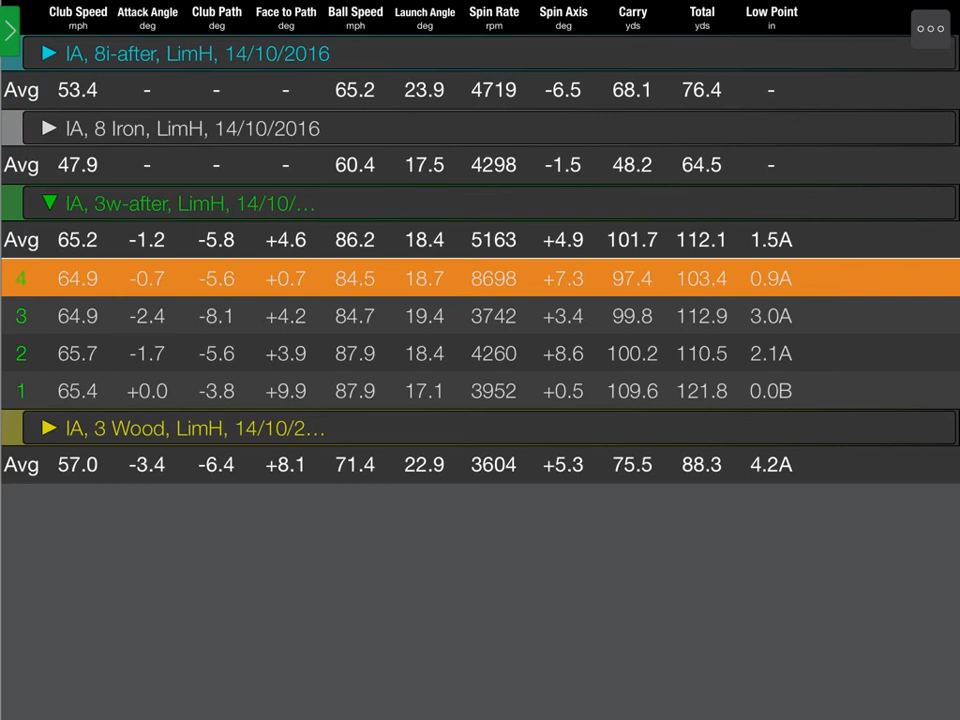 Club Speed Attack Angle Club Path Face to Path Ball Speed Launch Angle Spin Rate Spin Axis Carry Total Low Point
mph deg deg deg mph deg rpm deg yds yds in
IA, 8i-after, LimH, 14/10/2016
Avg 53.4 - - - 65.2 23.9 4719 -6.5 68.1 76.4 -
IA, 8 Iron, LimH, 14/10/2016
Avg 47.9 - - - 60.4 17.5 4298 -1.5 48.2 64.5 -
IA, 3w-after, LimH, 14/10/...
Avg 65.2 -1.2 -5.8 +4.6 86.2 18.4 5163 +4.9 101.7 112.1 1.5A
4 64.9 -0.7 -5.6 +0.7 84.5 18.7 8698 +7.3 97.4 103.4 0.9A
3 64.9 -2.4 -8.1 +4.2 84.7 19.4 3742 +3.4 99.8 112.9 3.0A
2 65.7 -1.7 -5.6 +3.9 87.9 18.4 4260 +8.6 100.2 110.5 2.1A
1 65.4 +0.0 -3.8 +9.9 87.9 17.1 3952 +0.5 109.6 121.8 0.0B
IA, 3 Wood, LimH, 14/10/2...
Avg 57.0 -3.4 -6.4 +8.1 71.4 22.9 3604 +5.3 75.5 88.3 4.2A